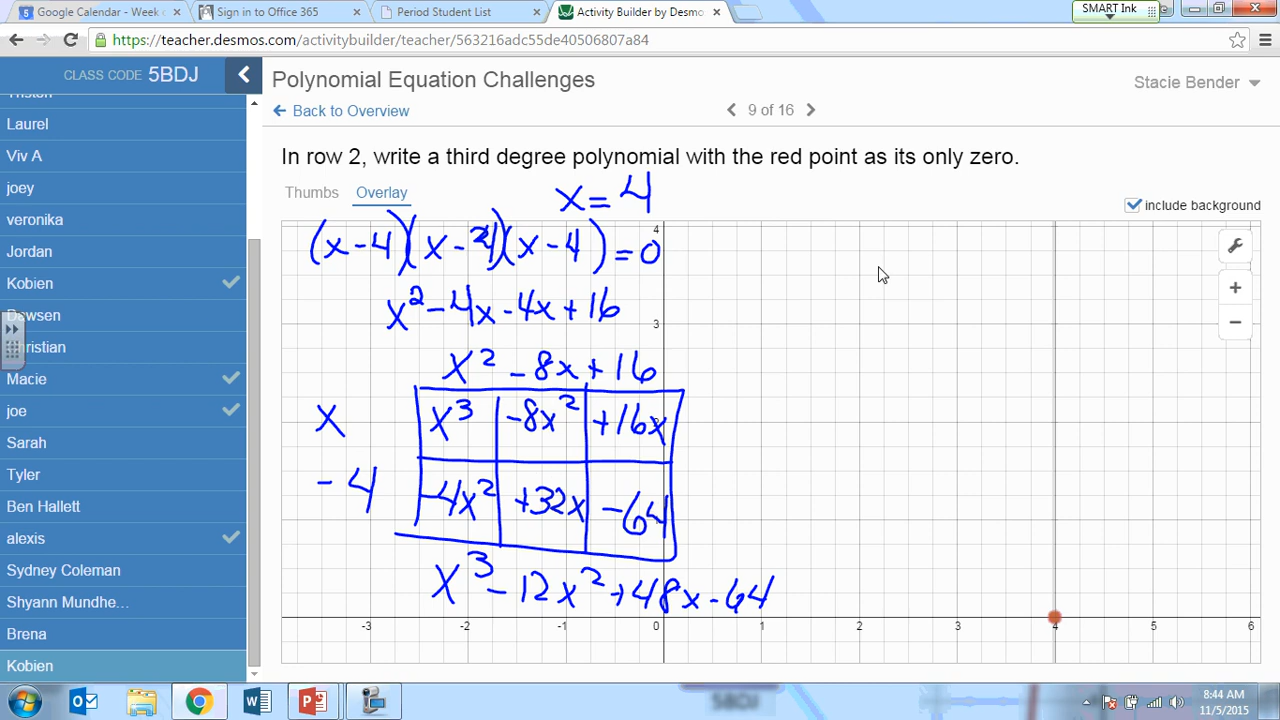 Google Calendar - Week o
Sign in to Office 365
Period Student List
Activity Builder by Desmos
SMART Ink
https://teacher.desmos.com/activitybuilder/teacher/563216adc55de40506807a84
CLASS CODE 5BDJ
Polynomial Equation Challenges
Stacie Bender
Back to Overview
9 of 16
Laurel
Viv A
joey
veronika
Jordan
Kobien
Dawsen
hristian
Macie
joe
Sarah
Tyler
Ben Hallett
alexis
Sydney Coleman
Shyann Mundhe...
Brena
Kobien
In row 2, write a third degree polynomial with the red point as its only zero.
Thumbs Overlay
include background
x = 4
(x - 4)(x - 4)(x - 4) = 0
x² - 4x - 4x + 16
x² - 8x + 16
x x³ -8x² +16x
-4 -4x² +32x -64
x³ - 12x² + 48x - 64
4
3
-3 -2 -1 0 1 2 3 4 5 6
5BDJ
8:44 AM
11/5/2015